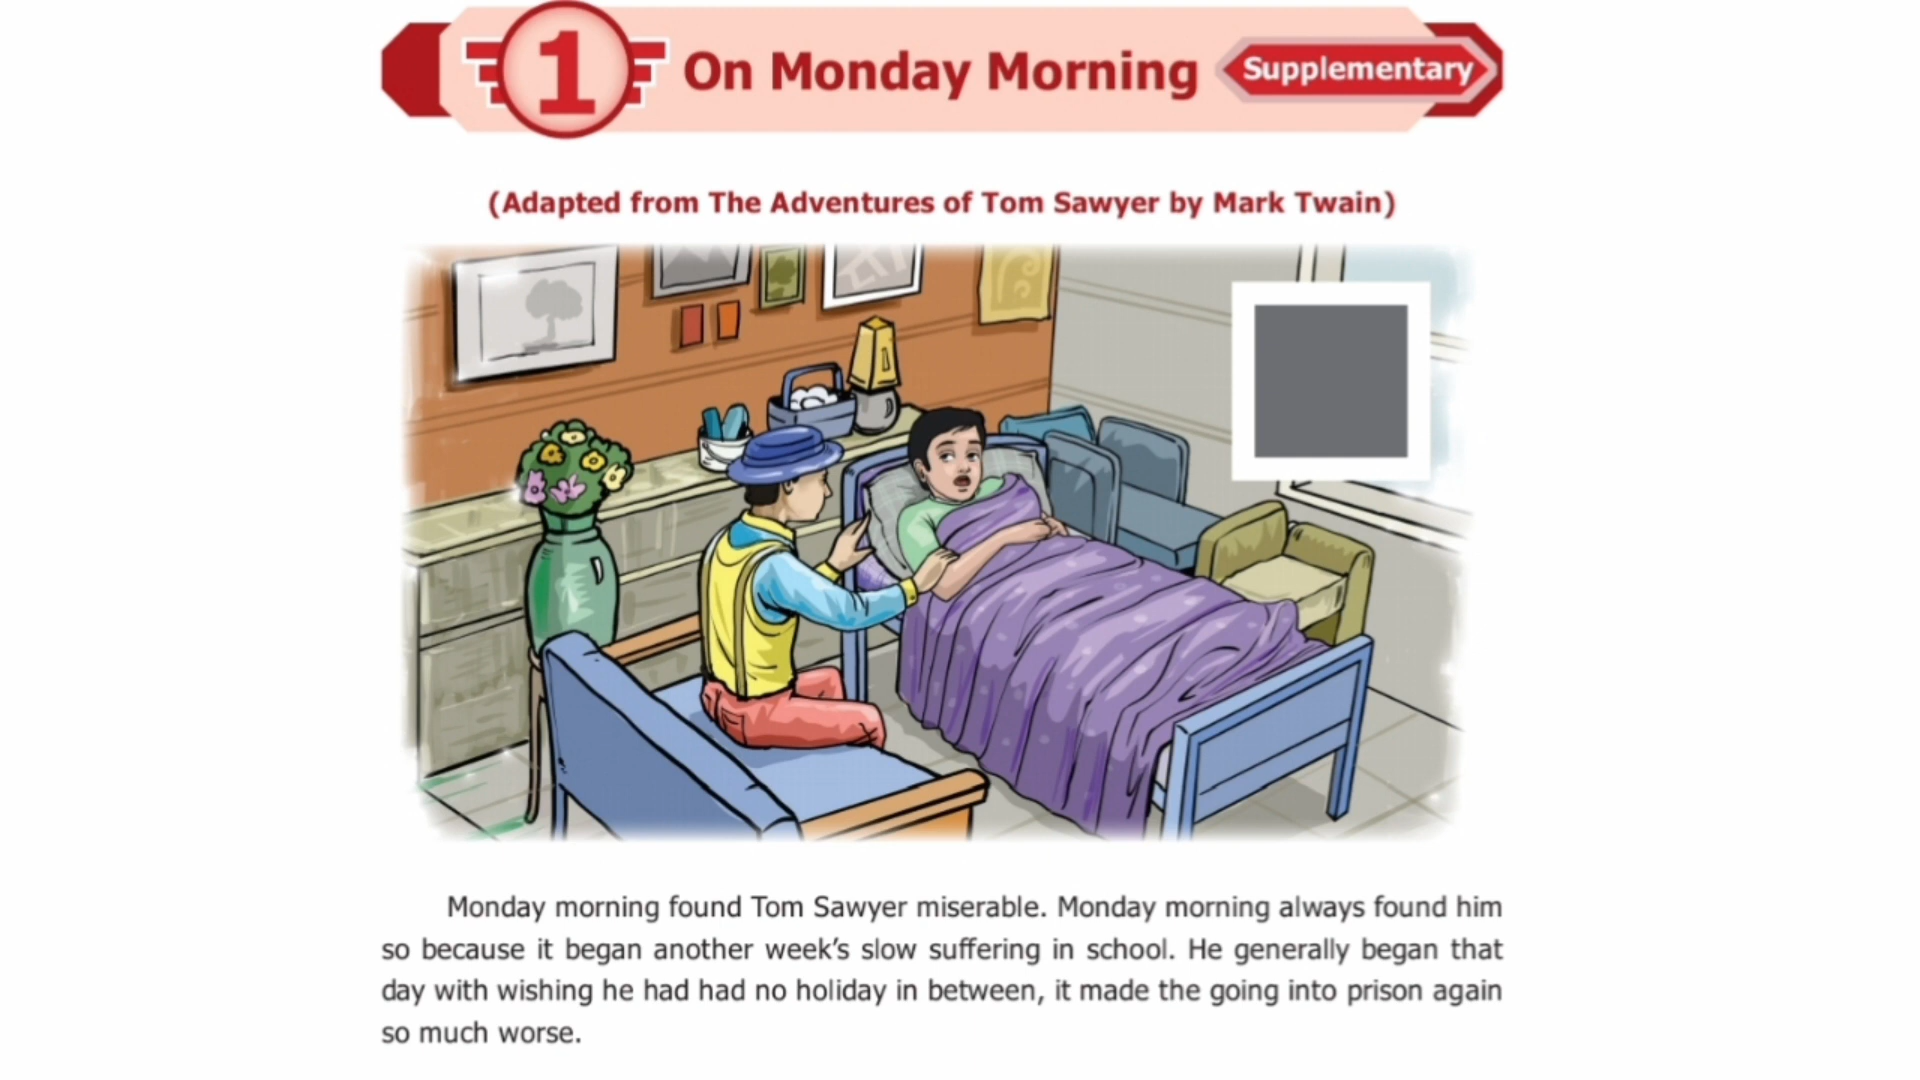 1 On Monday Morning Supplementary
(Adapted from The Adventures of Tom Sawyer by Mark Twain)
Monday morning found Tom Sawyer miserable. Monday morning always found him
so because it began another week's slow suffering in school. He generally began that
day with wishing he had had no holiday in between, it made the going into prison again
so much worse.